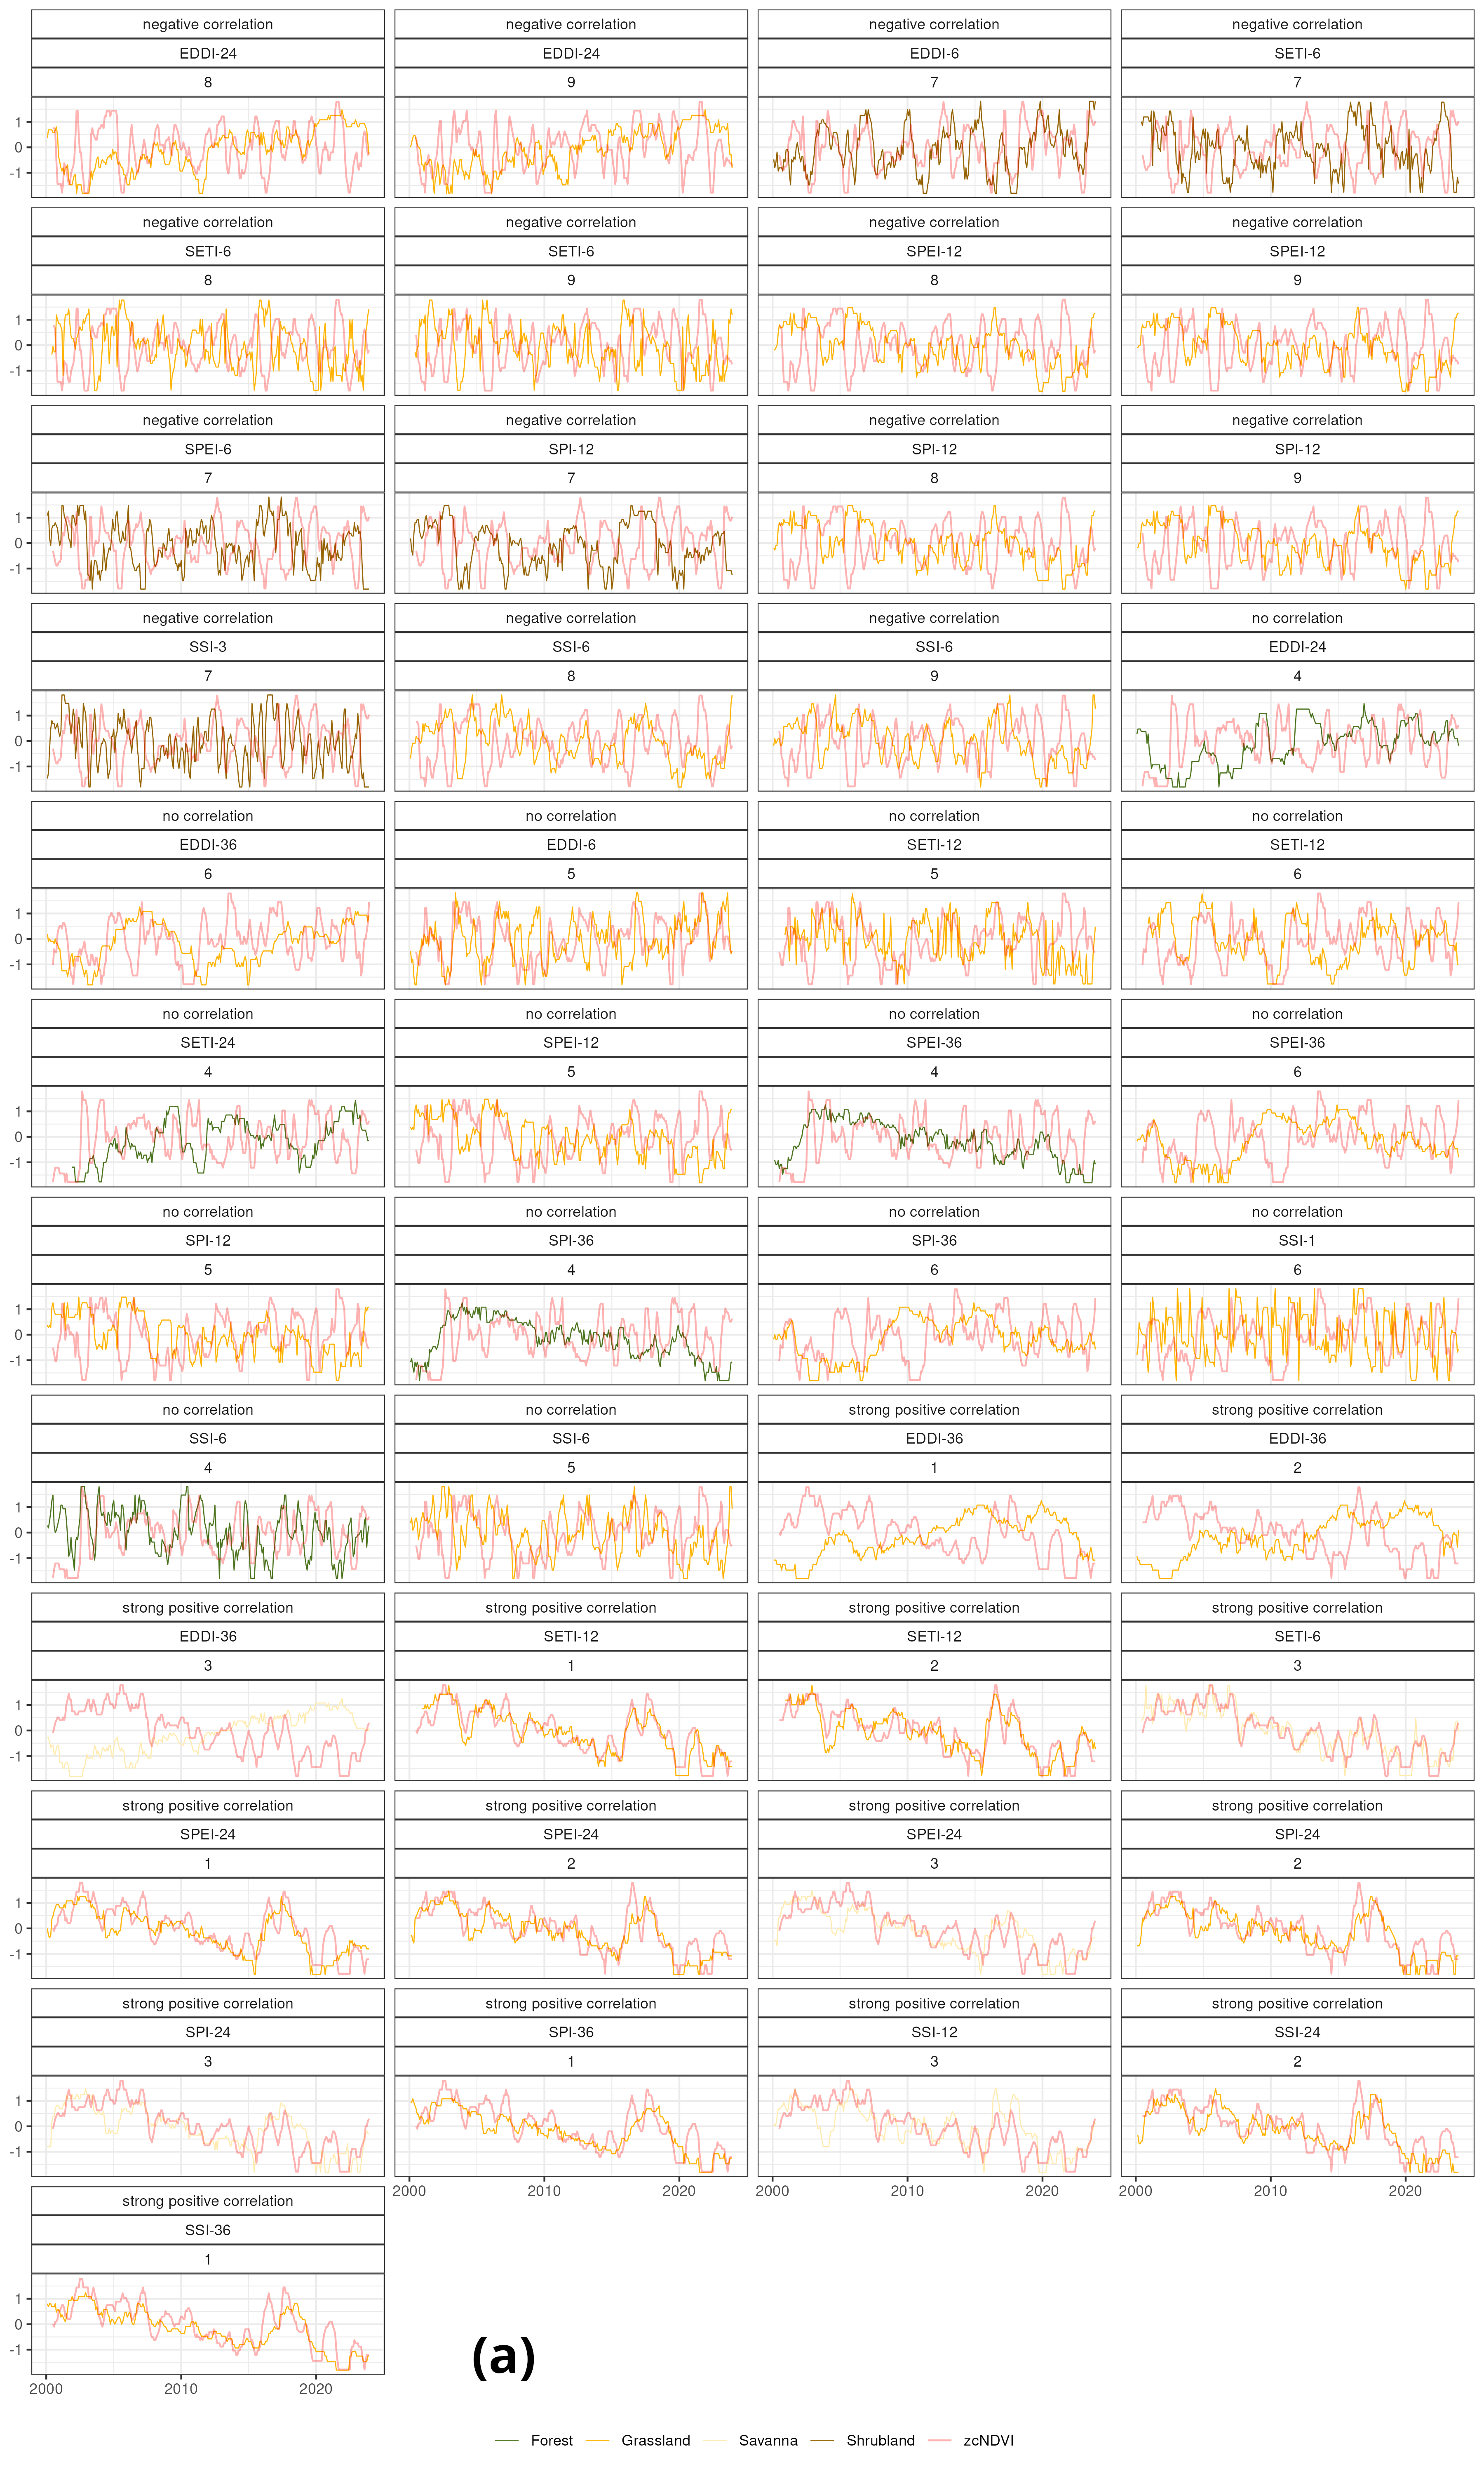 negative correlation negative correlation negative correlation negative correlation
EDDI-24 EDDI-24 EDDI-6 SETI-6
8 9 7 7
1
0
-1
negative correlation negative correlation negative correlation negative correlation
SETI-6 SETI-6 SPEI-12 SPEI-12
8 9 8 9
1
0
-1
negative correlation negative correlation negative correlation negative correlation
SPEI-6 SPI-12 SPI-12 SPI-12
7 7 8 9
1
0
-1
negative correlation negative correlation negative correlation no correlation
SSI-3 SSI-6 SSI-6 EDDI-24
7 8 9 4
1
0
-1
no correlation no correlation no correlation no correlation
EDDI-36 EDDI-6 SETI-12 SETI-12
6 5 5 6
1
0
-1
no correlation no correlation no correlation no correlation
SETI-24 SPEI-12 SPEI-36 SPEI-36
4 5 4 6
1
0
-1
no correlation no correlation no correlation no correlation
SPI-12 SPI-36 SPI-36 SSI-1
5 4 6 6
1
0
-1
no correlation no correlation strong positive correlation strong positive correlation
SSI-6 SSI-6 EDDI-36 EDDI-36
4 5 1 2
1
0
-1
strong positive correlation strong positive correlation strong positive correlation strong positive correlation
EDDI-36 SETI-12 SETI-12 SETI-6
3 1 2 3
1
0
-1
strong positive correlation strong positive correlation strong positive correlation strong positive correlation
SPEI-24 SPEI-24 SPEI-24 SPI-24
1 2 3 2
1
0
-1
strong positive correlation strong positive correlation strong positive correlation strong positive correlation
SPI-24 SPI-36 SSI-12 SSI-24
3 1 3 2
1
0
-1
2000 2010 2020 2000 2010 2020 2000 2010 2020
strong positive correlation
SSI-36
1
1
0
-1
2000 2010 2020
(a)
Forest Grassland Savanna Shrubland zcNDVI